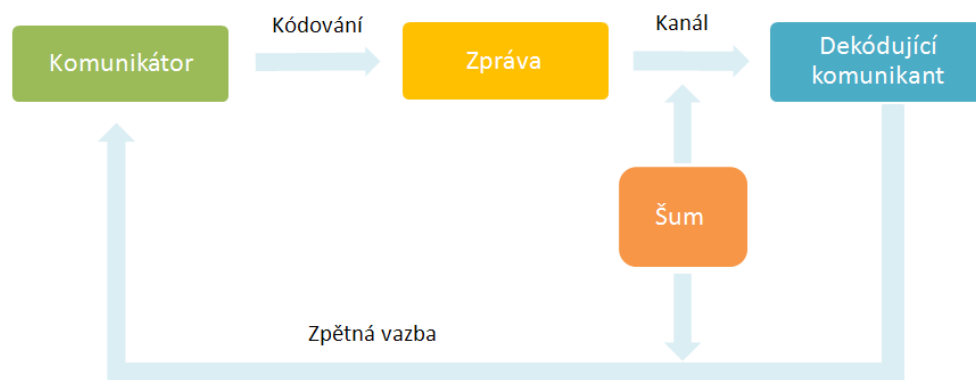 Kódování
Kanál
Komunikátor
Zpráva
Dekódující
komunikant
Šum
Zpětná vazba